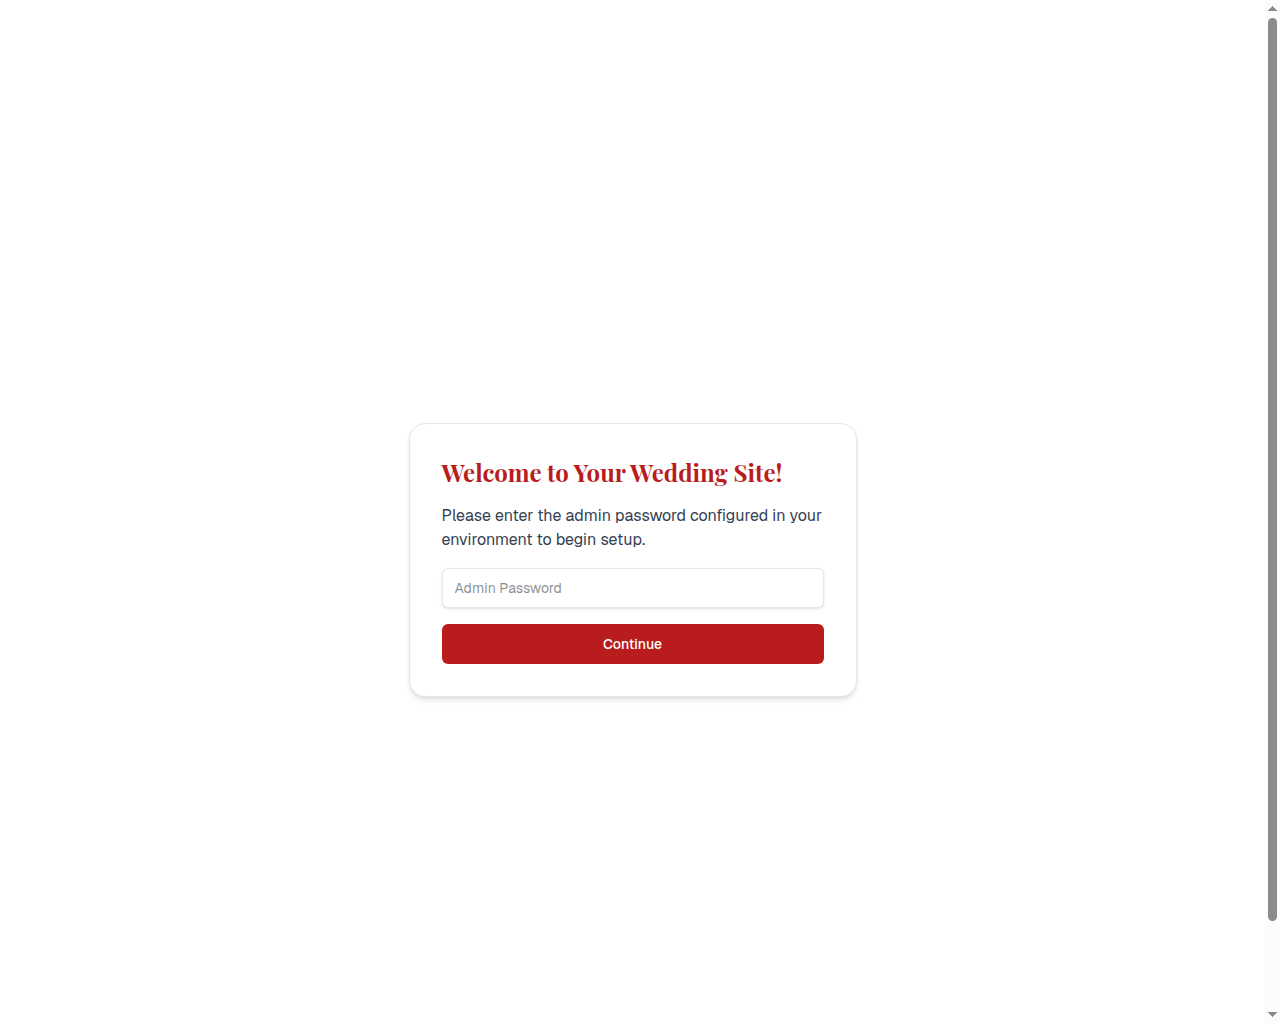 Welcome to Your Wedding Site!
Please enter the admin password configured in your
environment to begin setup.
Admin Password
Continue